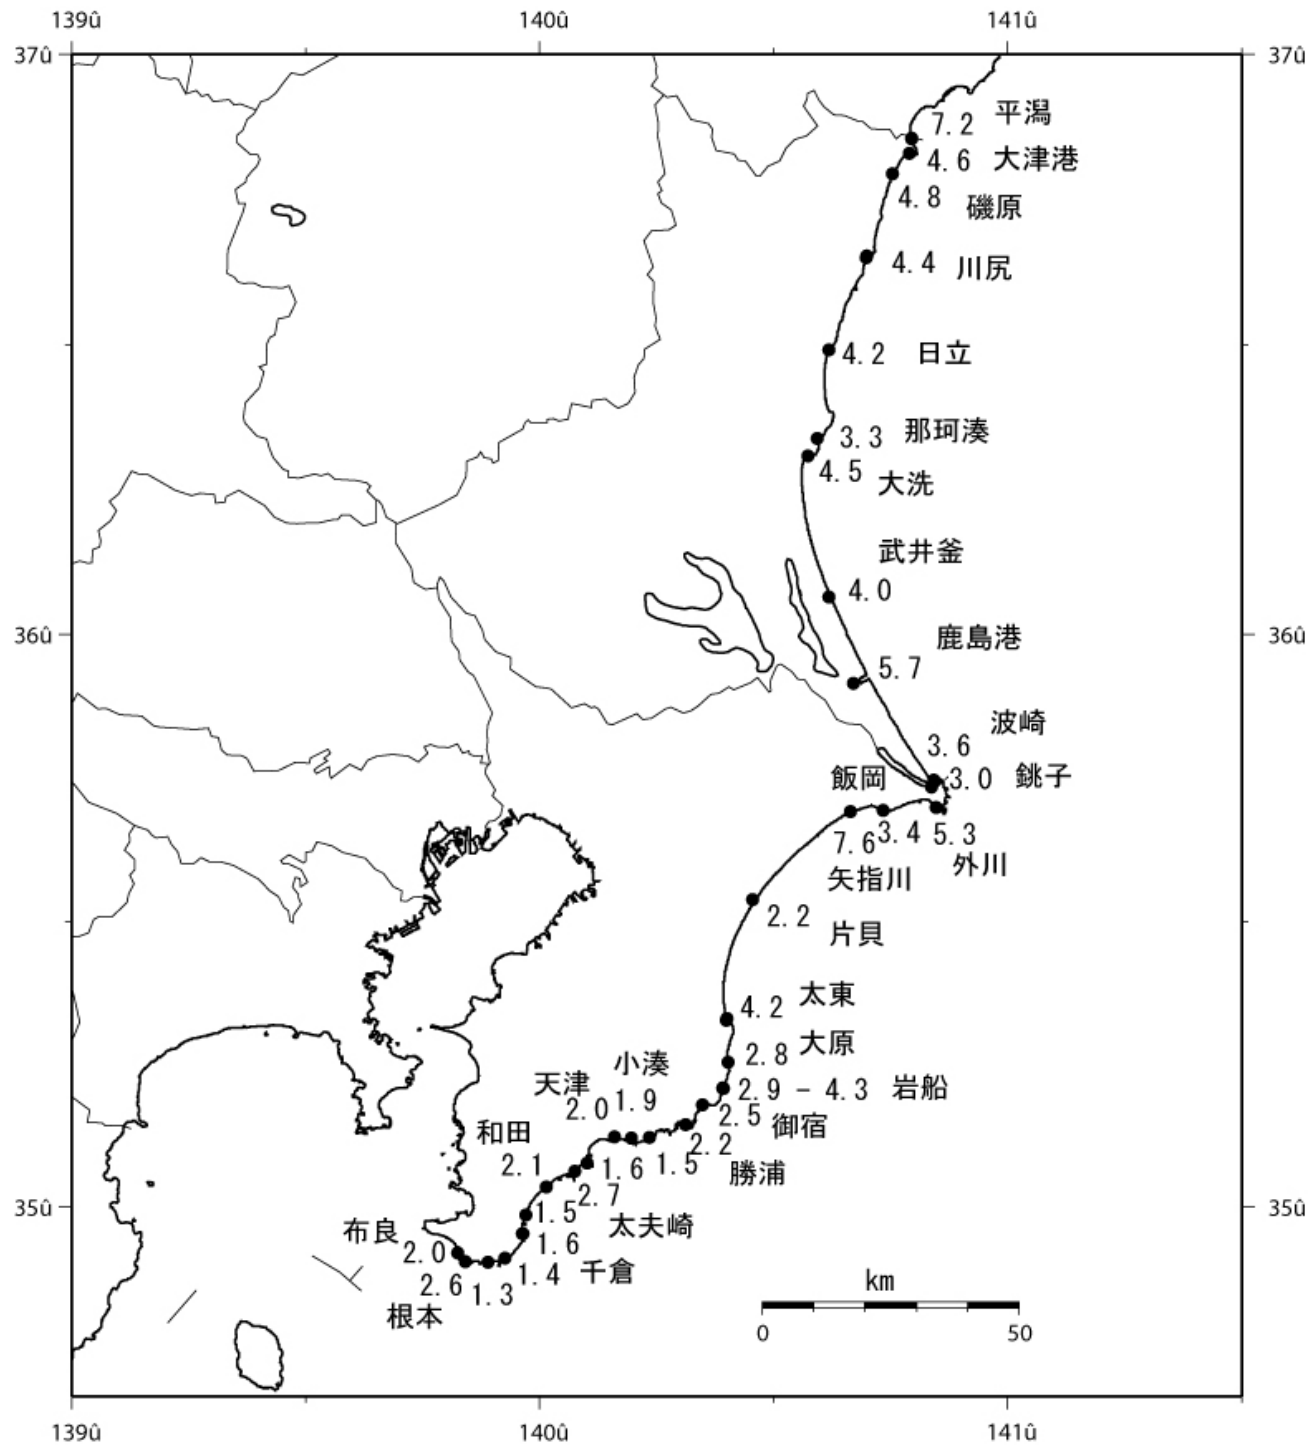 139û 140û 141û
37û 37û
7.2 平潟
4.6 大津港
4.8 磯原
4.4 川尻
4.2 日立
3.3 那珂湊
4.5 大洗
武井釜
4.0
36û 36û
鹿島港
5.7
波崎
3.6
飯岡 3.0 銚子
7.6 3.4 5.3
矢指川 外川
2.2 片貝
4.2 太東
2.8 大原
小湊
天津 2.9 - 4.3 岩船
2.0 1.9
2.5 御宿
和田 2.2
2.1 1.6 1.5 勝浦
2.7
35û 35û
1.5 太夫崎
布良 1.6
2.0 1.4 千倉
2.6 1.3
根本
km
0 50
139û 140û 141û